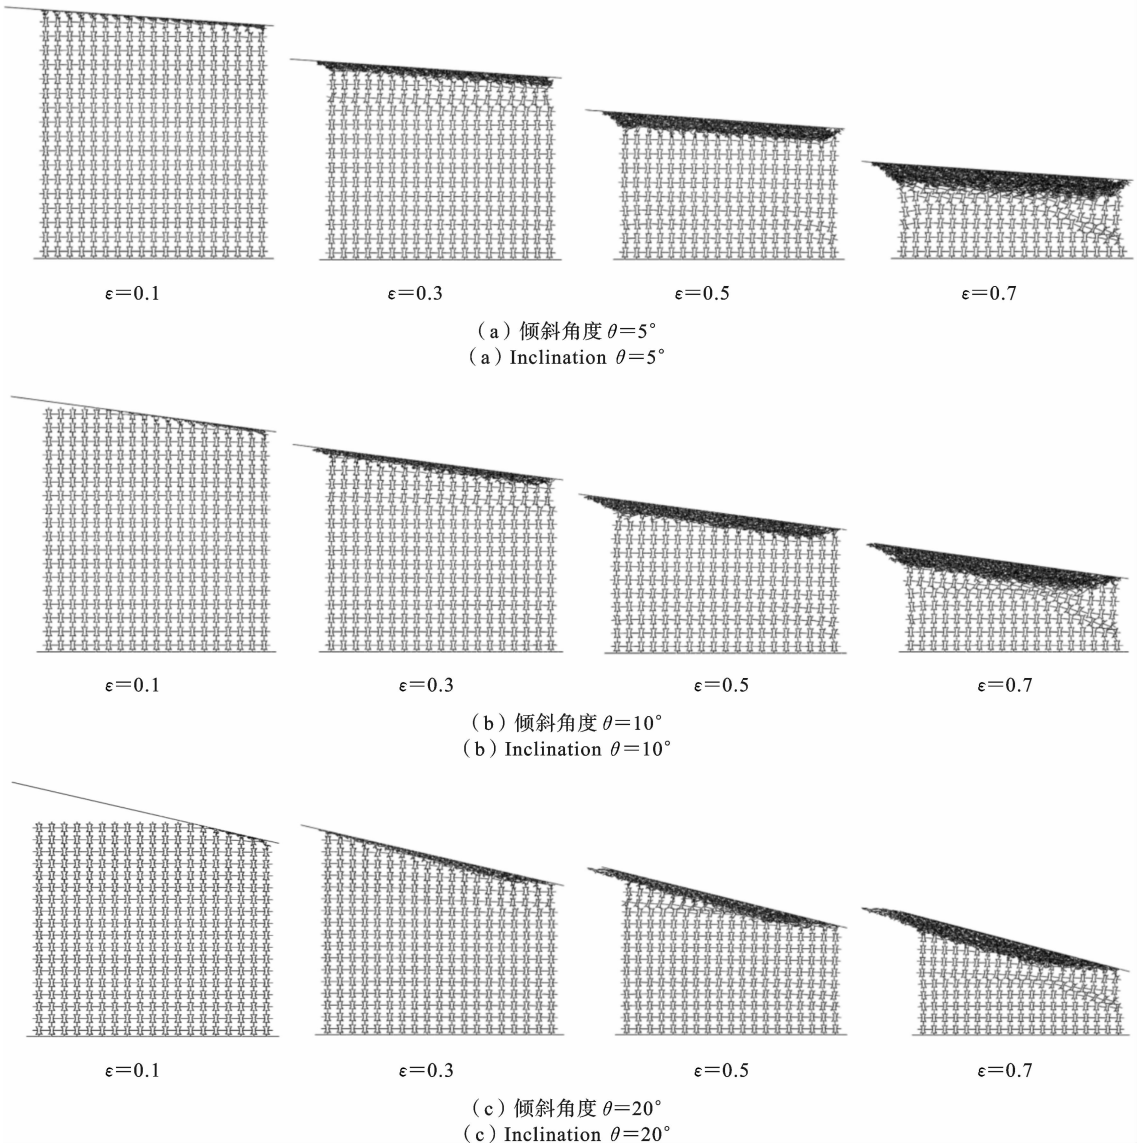 ε=0.1 ε=0.3 ε=0.5 ε=0.7
（a）倾斜角度 θ=5°
（a）Inclination θ=5°
ε=0.1 ε=0.3 ε=0.5 ε=0.7
（b）倾斜角度 θ=10°
（b）Inclination θ=10°
ε=0.1 ε=0.3 ε=0.5 ε=0.7
（c）倾斜角度 θ=20°
（c）Inclination θ=20°